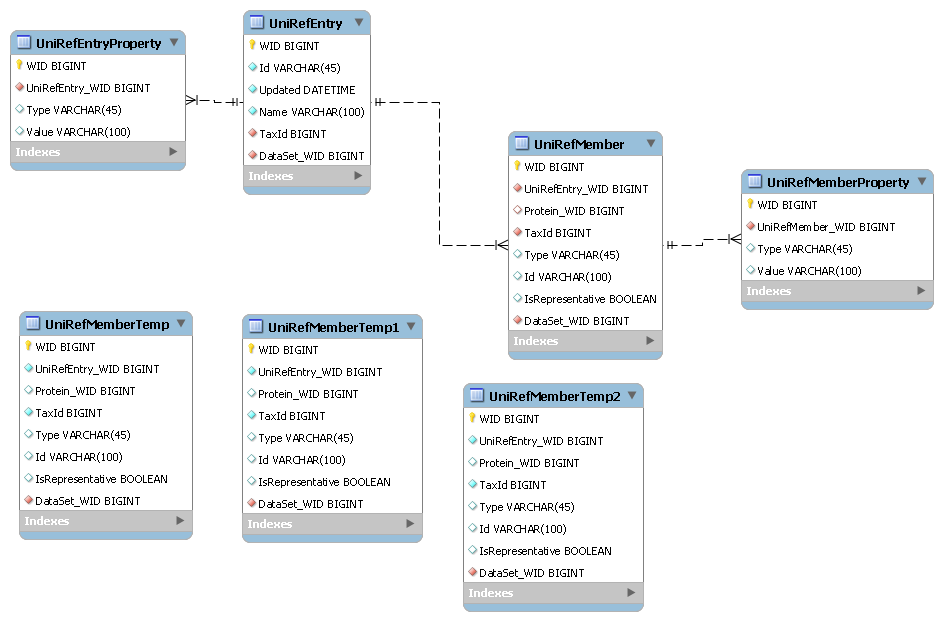 UniRefEntryProperty
WID BIGINT
UniRefEntry_WID BIGINT
Type VARCHAR(45)
Value VARCHAR(100)
Indexes
UniRefEntry
WID BIGINT
Id VARCHAR(45)
Updated DATETIME
Name VARCHAR(100)
TaxId BIGINT
DataSet_WID BIGINT
Indexes
UniRefMember
WID BIGINT
UniRefEntry_WID BIGINT
Protein_WID BIGINT
TaxId BIGINT
Type VARCHAR(45)
Id VARCHAR(100)
IsRepresentative BOOLEAN
DataSet_WID BIGINT
Indexes
UniRefMemberProperty
WID BIGINT
UniRefMember_WID BIGINT
Type VARCHAR(45)
Value VARCHAR(100)
Indexes
UniRefMemberTemp
WID BIGINT
UniRefEntry_WID BIGINT
Protein_WID BIGINT
TaxId BIGINT
Type VARCHAR(45)
Id VARCHAR(100)
IsRepresentative BOOLEAN
DataSet_WID BIGINT
Indexes
UniRefMemberTemp1
WID BIGINT
UniRefEntry_WID BIGINT
Protein_WID BIGINT
TaxId BIGINT
Type VARCHAR(45)
Id VARCHAR(100)
IsRepresentative BOOLEAN
DataSet_WID BIGINT
Indexes
UniRefMemberTemp2
WID BIGINT
UniRefEntry_WID BIGINT
Protein_WID BIGINT
TaxId BIGINT
Type VARCHAR(45)
Id VARCHAR(100)
IsRepresentative BOOLEAN
DataSet_WID BIGINT
Indexes